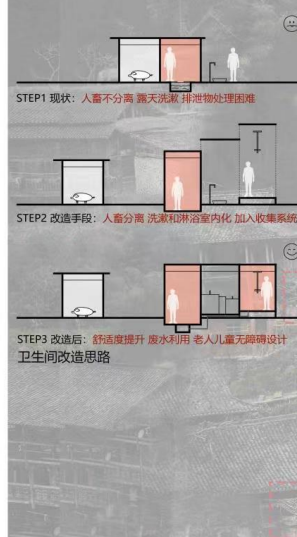 STEP1 现状：人畜不分离 露天洗漱 排泄物处理困难
STEP2 改造手段：人畜分离 洗漱和淋浴室内化 加入收集系统
STEP3 改造后：舒适度提升 废水利用 老人儿童无障碍设计
卫生间改造思路